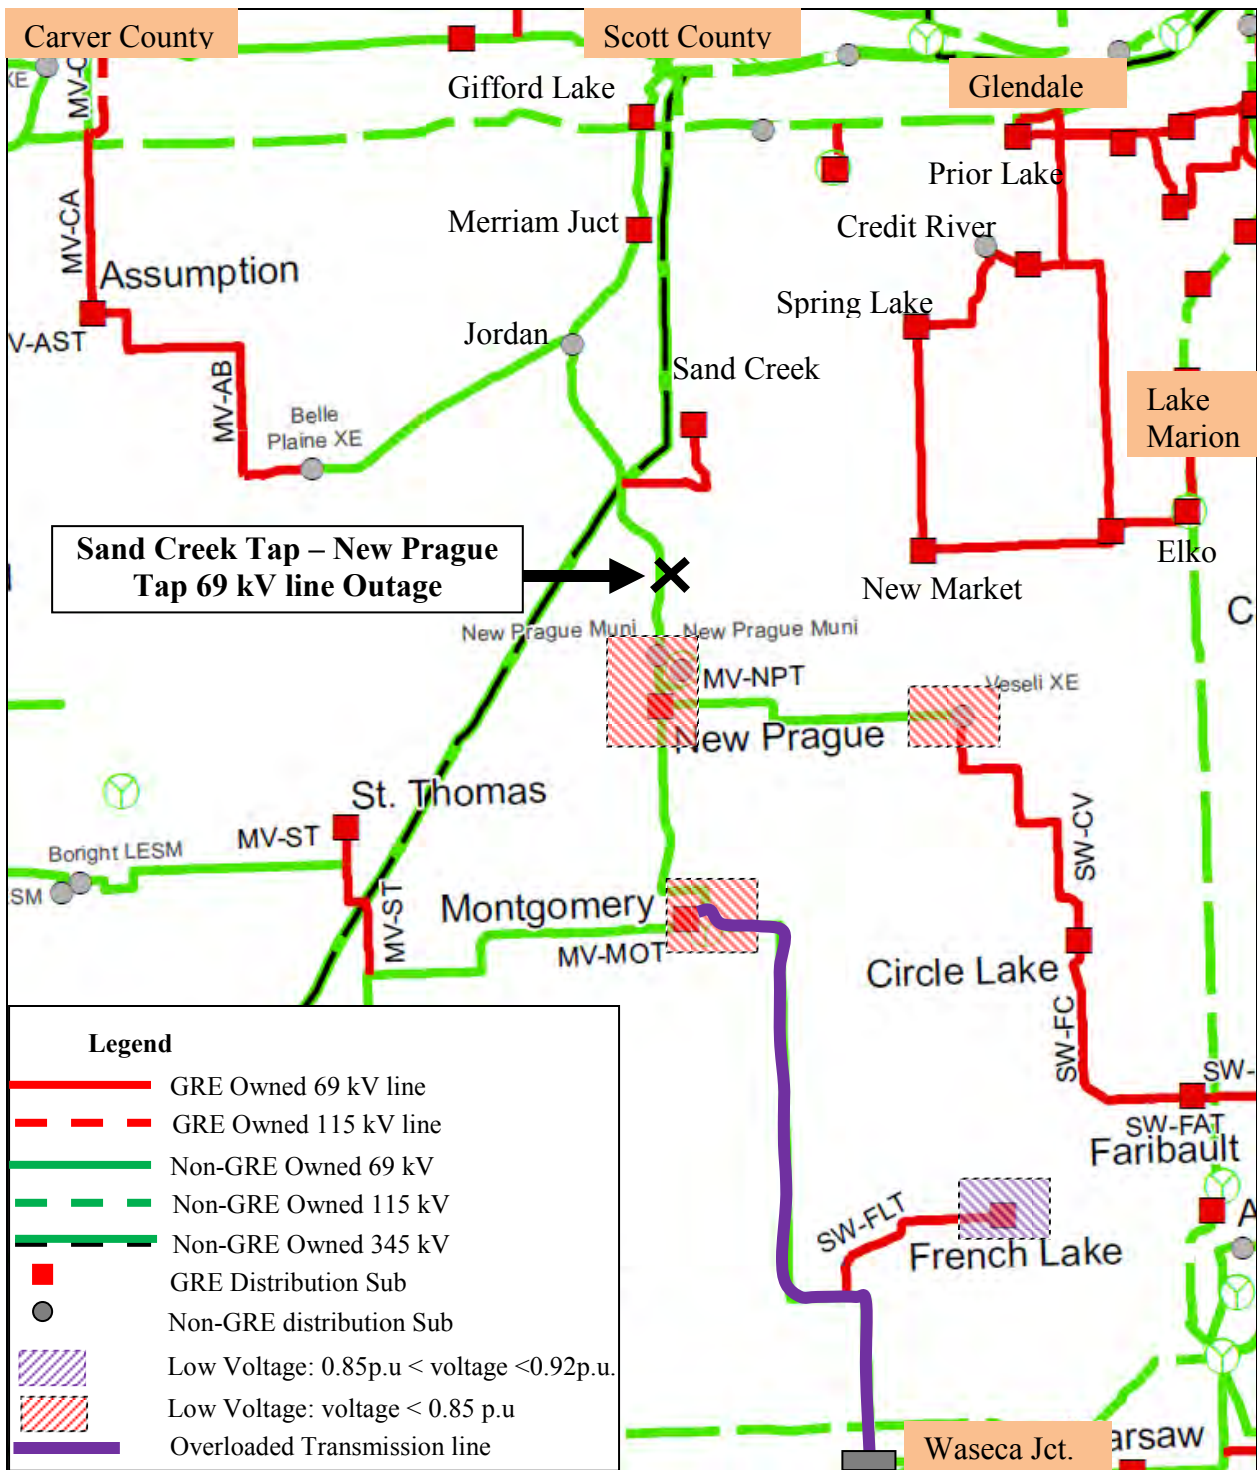 Carver County
Scott County
XE
MV-C
Gifford Lake
Glendale
Prior Lake
Merriam Juct
Credit River
MV-CA
Assumption
Spring Lake
V-AST
Jordan
Sand Creek
MV-AB
Belle
Plaine XE
Lake
Marion
Sand Creek Tap – New Prague
Tap 69 kV line Outage
Elko
New Market
C
New Prague Muni
New Prague Muni
MV-NPT
Veseli XE
New Prague
St. Thomas
MV-ST
SW-CV
Boright LESM
SM
MV-ST
Montgomery
MV-MOT
Circle Lake
SW-FC
SW-
SW-FAT
Faribault
SW-FLT
French Lake
A
Legend
GRE Owned 69 kV line
GRE Owned 115 kV line
Non-GRE Owned 69 kV
Non-GRE Owned 115 kV
Non-GRE Owned 345 kV
GRE Distribution Sub
Non-GRE distribution Sub
Low Voltage: 0.85p.u < voltage <0.92p.u.
Low Voltage: voltage < 0.85 p.u
Overloaded Transmission line
Waseca Jct.
arsaw